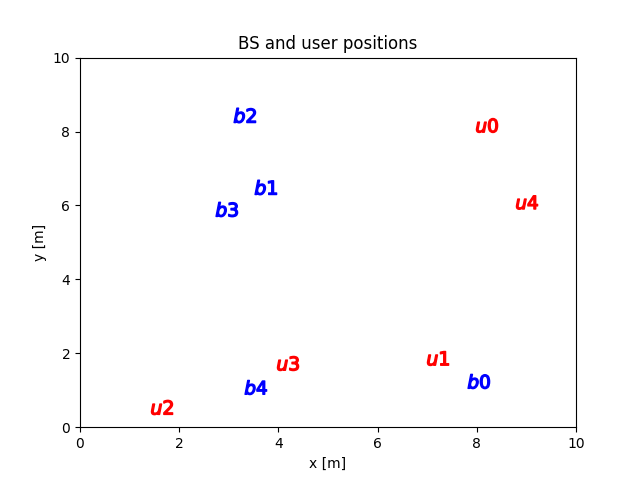 BS and user positions
10
8
6
4
2
0
y [m]
b2
u0
b1
b3
u4
u3
u1
b4
b0
u2
0 2 4 6 8 10
x [m]